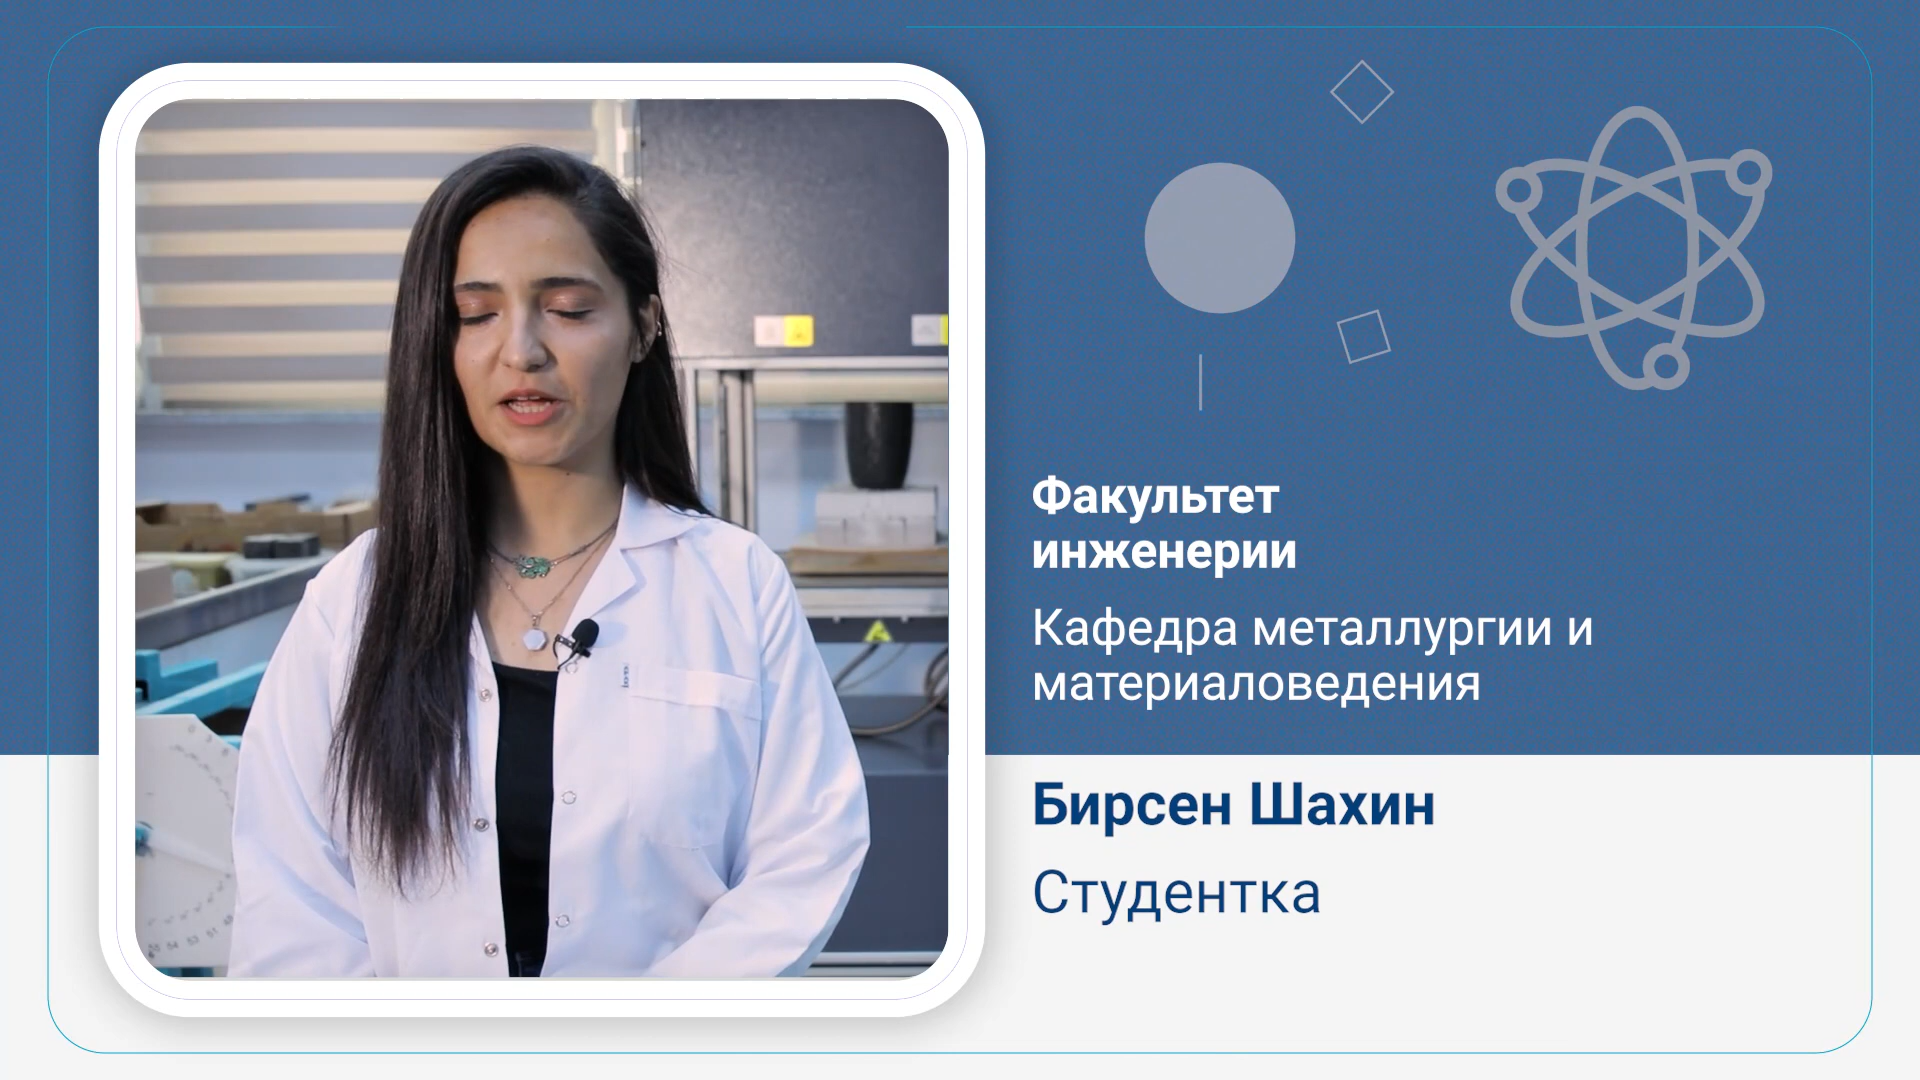 Факультет
инженерии
Кафедра металлургии и
материаловедения
Бирсен Шахин
Студентка